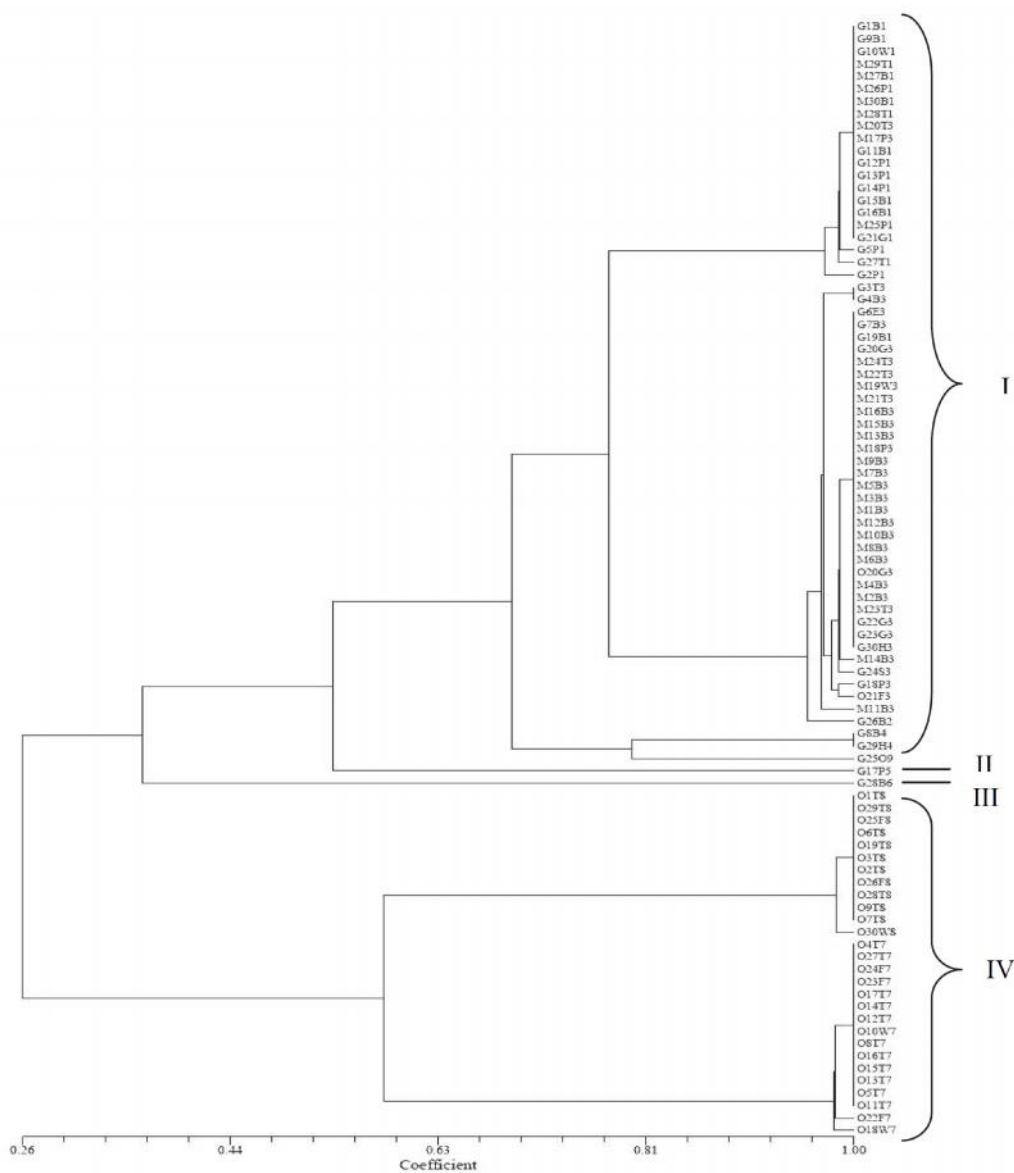 G1B1
G9B1
G10W1
M29T1
M27B1
M26P1
M30B1
M28T1
M20T3
M17P3
G11B1
G12P1
G13P1
G14P1
G15B1
G16B1
M25P1
G21G1
G5P1
G27T1
G2P1
G3T3
G4B3
G6E3
G7B3
G19B1
G20G3
M24T3
M22T3
M19W3
M21T3
I
M16B3
M15B3
M13B3
M18P3
M9B3
M7B3
M5B3
M3B3
M1B3
M12B3
M10B3
M8B3
M6B3
O20G3
M4B3
M2B3
M23T3
G22G3
G23G3
G30H3
M14B3
G24S3
G18P3
O21F3
M11B3
G26B2
G8B4
G29H4
G25O9
II
G17P5
G28B6
III
O1T8
O29T8
O25F8
O6T8
O19T8
O3T8
O2T8
O26F8
O28T8
O9T8
O7T8
O30W8
O4T7
O27T7
O24F7
IV
O23F7
O17T7
O14T7
O12T7
O10W7
O8T7
O16T7
O15T7
O13T7
O5T7
O11T7
O22F7
O18W7
0.26 0.44 0.63 0.81 1.00
Coefficient